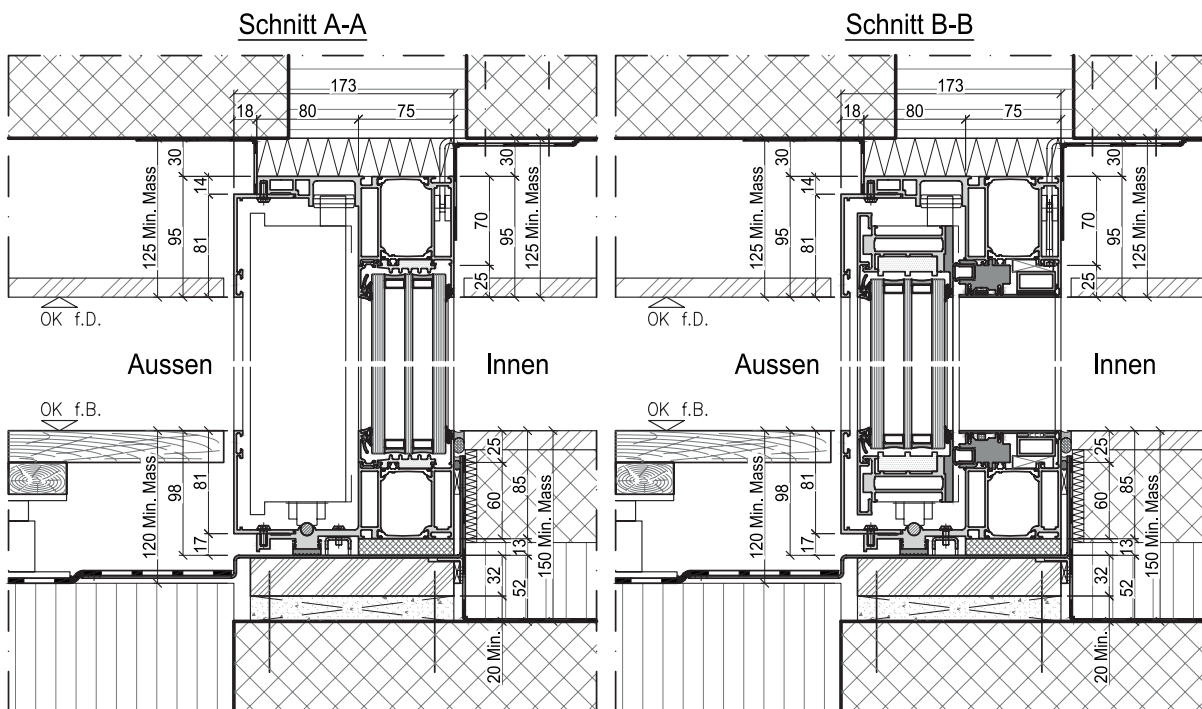 Schnitt A-A
Schnitt B-B
173
18
80
75
30
14
125 Min. Mass
95
81
30
70
95
125 Min. Mass
25
OK f.D.
Aussen
Innen
OK f.B.
120 Min. Mass
98
81
17
25
60
85
13
150 Min. Mass
32
52
20 Min.
173
18
80
75
30
14
125 Min. Mass
95
81
30
70
95
125 Min. Mass
25
OK f.D.
Aussen
Innen
OK f.B.
120 Min. Mass
98
81
17
25
60
85
13
150 Min. Mass
32
52
20 Min.